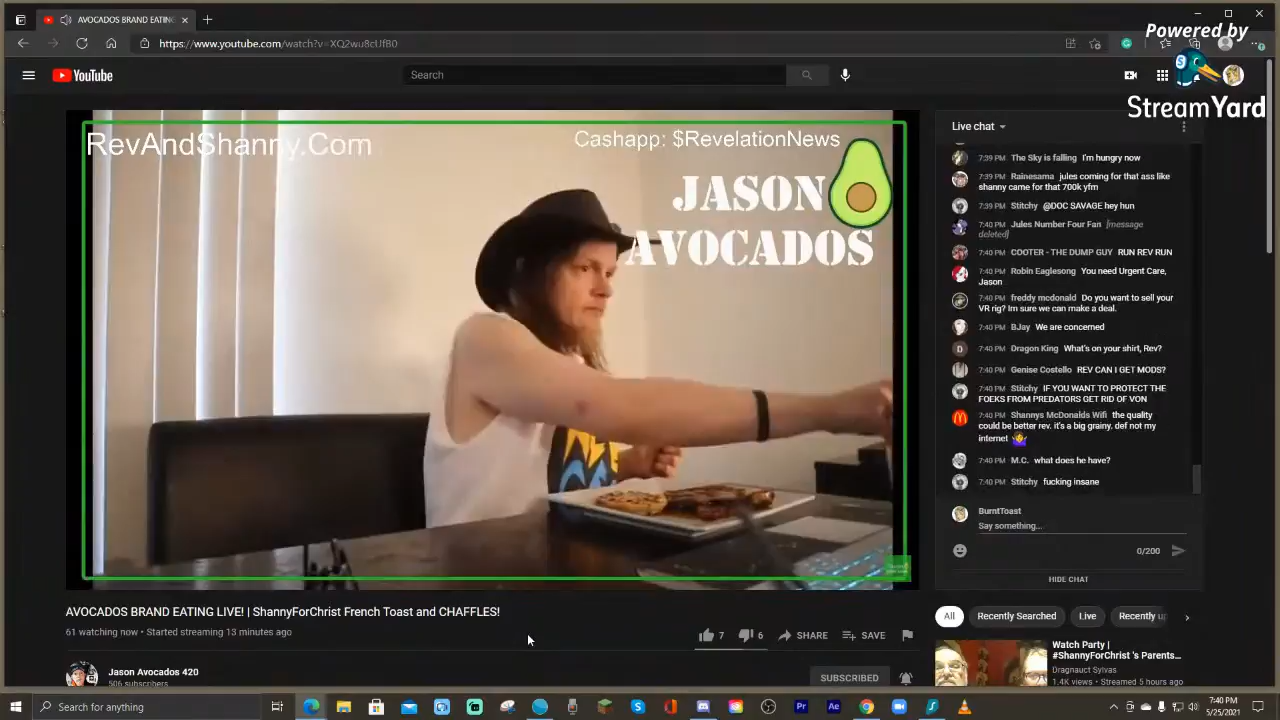 AVOCADOS BRAND EATING
https://www.youtube.com/watch?v=XQ2wu8cUfB0
Powered by
StreamYard
YouTube
Search
RevAndShanny.Com
Cashapp: $RevelationNews
JASON
AVOCADOS
Live chat
7:39 PM The Sky is falling I'm hungry now
7:39 PM Rainesama jules coming for that ass like
shanny came for that 700k yfm
7:39 PM Stitchy @DOC SAVAGE hey hun
7:40 PM Jules Number Four Fan [message
deleted]
7:40 PM COOTER - THE DUMP GUY RUN REV RUN
7:40 PM Robin Eaglesong You need Urgent Care,
Jason
7:40 PM freddy mcdonald Do you want to sell your
VR rig? Im sure we can make a deal.
7:40 PM BJay We are concerned
D
7:40 PM Dragon King What's on your shirt, Rev?
7:40 PM Genise Costello REV CAN I GET MODS?
7:40 PM Stitchy IF YOU WANT TO PROTECT THE
FOEKS FROM PREDATORS GET RID OF VON
7:40 PM Shannys McDonalds Wifi the quality
could be better rev. it's a big grainy. def not my
internet
7:40 PM M.C. what does he have?
7:40 PM Stitchy fucking insane
BurntToast
Say something...
0/200
HIDE CHAT
AVOCADOS BRAND EATING LIVE! | ShannyForChrist French Toast and CHAFFLES!
61 watching now • Started streaming 13 minutes ago
7
6
SHARE
SAVE
Jason Avocados 420
506 subscribers
SUBSCRIBED
All
Recently Searched
Live
Recently up
Watch Party |
#ShannyForChrist 's Parents...
Dragnauct Sylvas
1.4K views • Streamed 5 hours ago
Search for anything
7:40 PM
5/25/2021